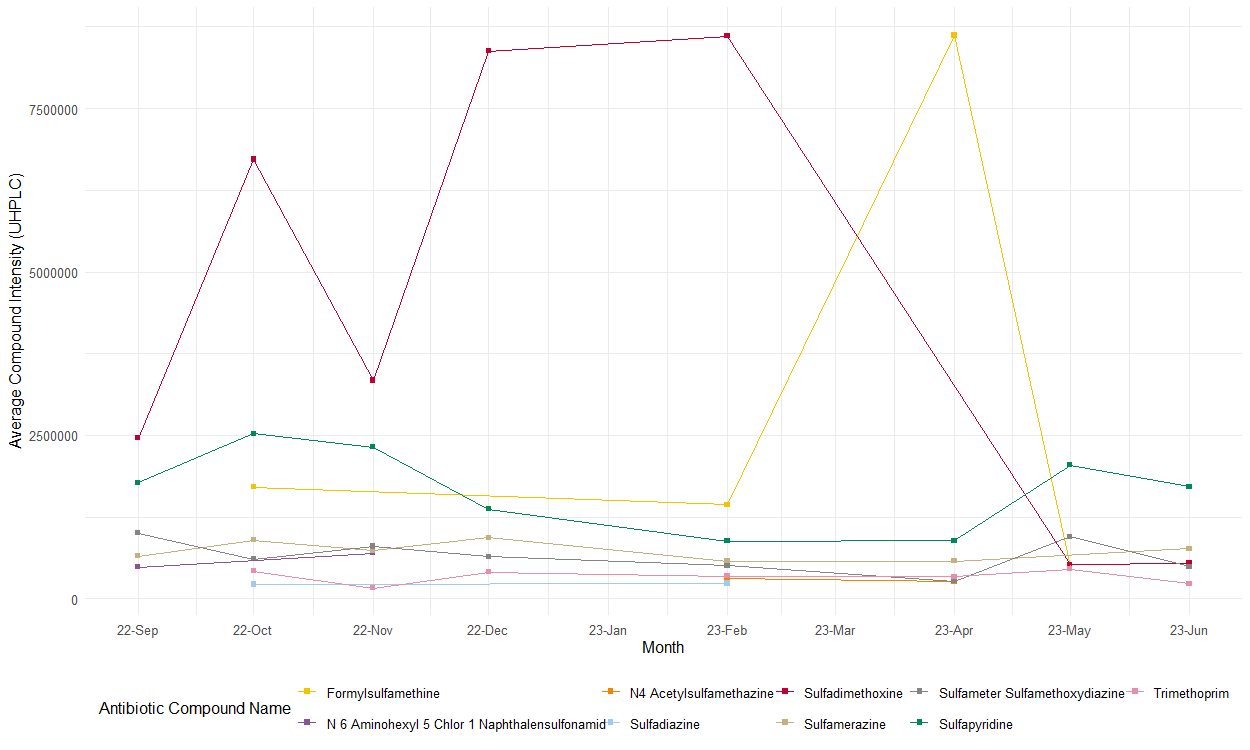 7500000
5000000
2500000
0
Average Compound Intensity (UHPLC)
22-Sep 22-Oct 22-Nov 22-Dec 23-Jan 23-Feb 23-Mar 23-Apr 23-May 23-Jun
Month
Antibiotic Compound Name
Formylsulfamethine N4 Acetylsulfamethazine Sulfadimethoxine Sulfameter Sulfamethoxydiazine Trimethoprim
N 6 Aminohexyl 5 Chlor 1 Naphthalensulfonamid Sulfadiazine Sulfamerazine Sulfapyridine